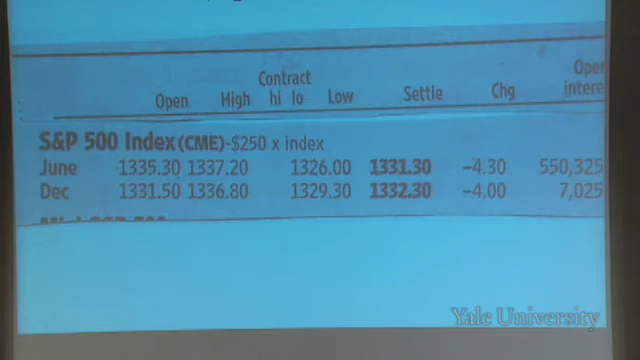 Contract Open
Open High hi lo Low Settle Chg interest
S&P 500 Index (CME)-$250 x index
June 1335.30 1337.20 1326.00 1331.30 –4.30 550,325
Dec 1331.50 1336.80 1329.30 1332.30 –4.00 7,025
Yale University